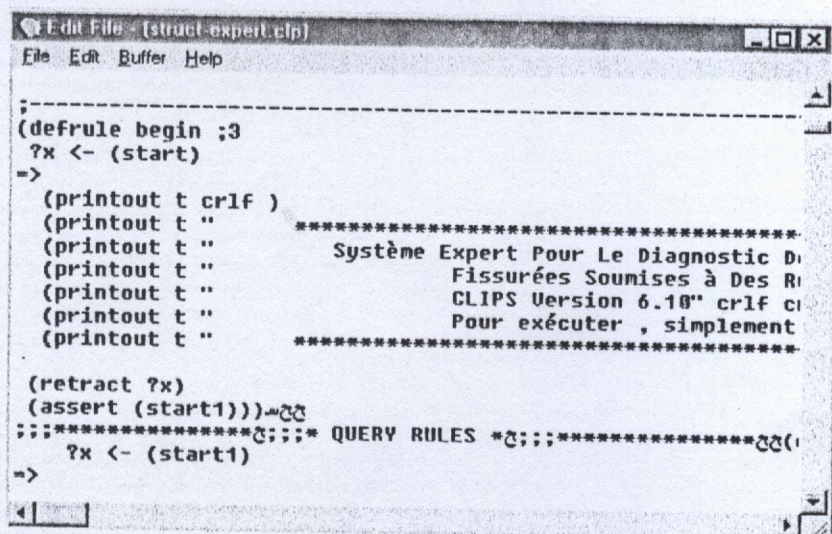 Edit File - [struct-expert.clp]
File Edit Buffer Help
;----------------------------------------------------------------
(defrule begin ;3
?x <- (start)
=>
(printout t crlf )
(printout t " ************************************
(printout t " Système Expert Pour Le Diagnostic
(printout t " Fissurées Soumises à Des
(printout t " CLIPS Version 6.10" crlf
(printout t " Pour exécuter , simplement
(printout t " ************************************
(retract ?x)
(assert (start1)))
;;;***************;;;* QUERY RULES *;;;***************
?x <- (start1)
=>